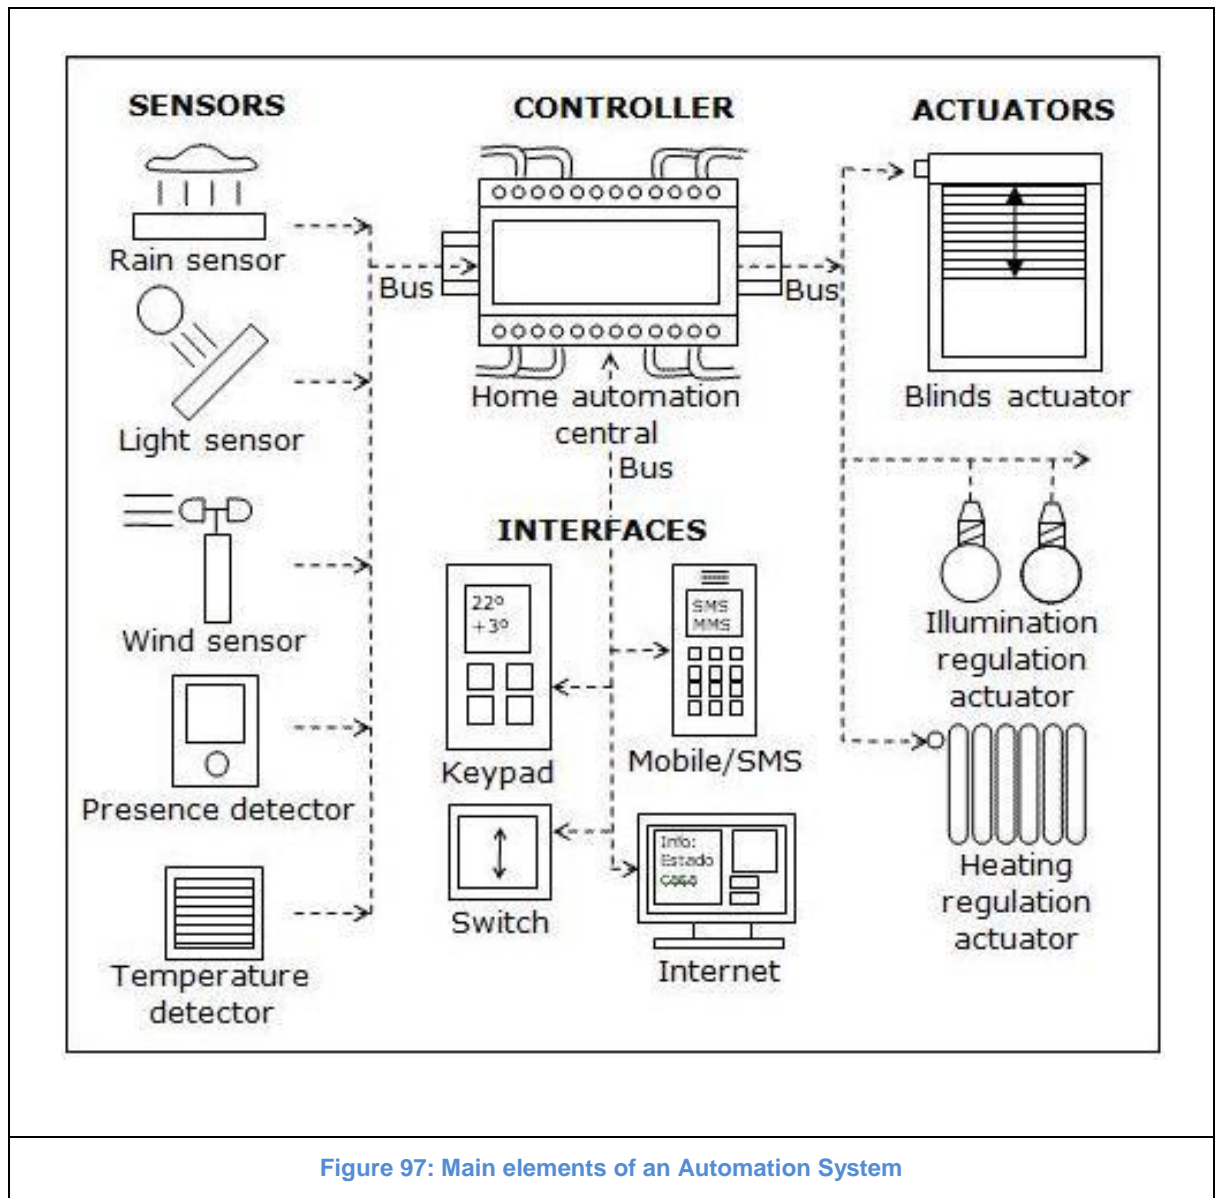 SENSORS
Rain sensor
Light sensor
Wind sensor
Presence detector
Temperature
detector
CONTROLLER
Bus
Bus
Home automation
central
Bus
INTERFACES
22º
+3º
Keypad
SMS
MMS
Mobile/SMS
Switch
Info:
Estado
casa
Internet
ACTUATORS
Blinds actuator
Illumination
regulation
actuator
Heating
regulation
actuator
Figure 97: Main elements of an Automation System